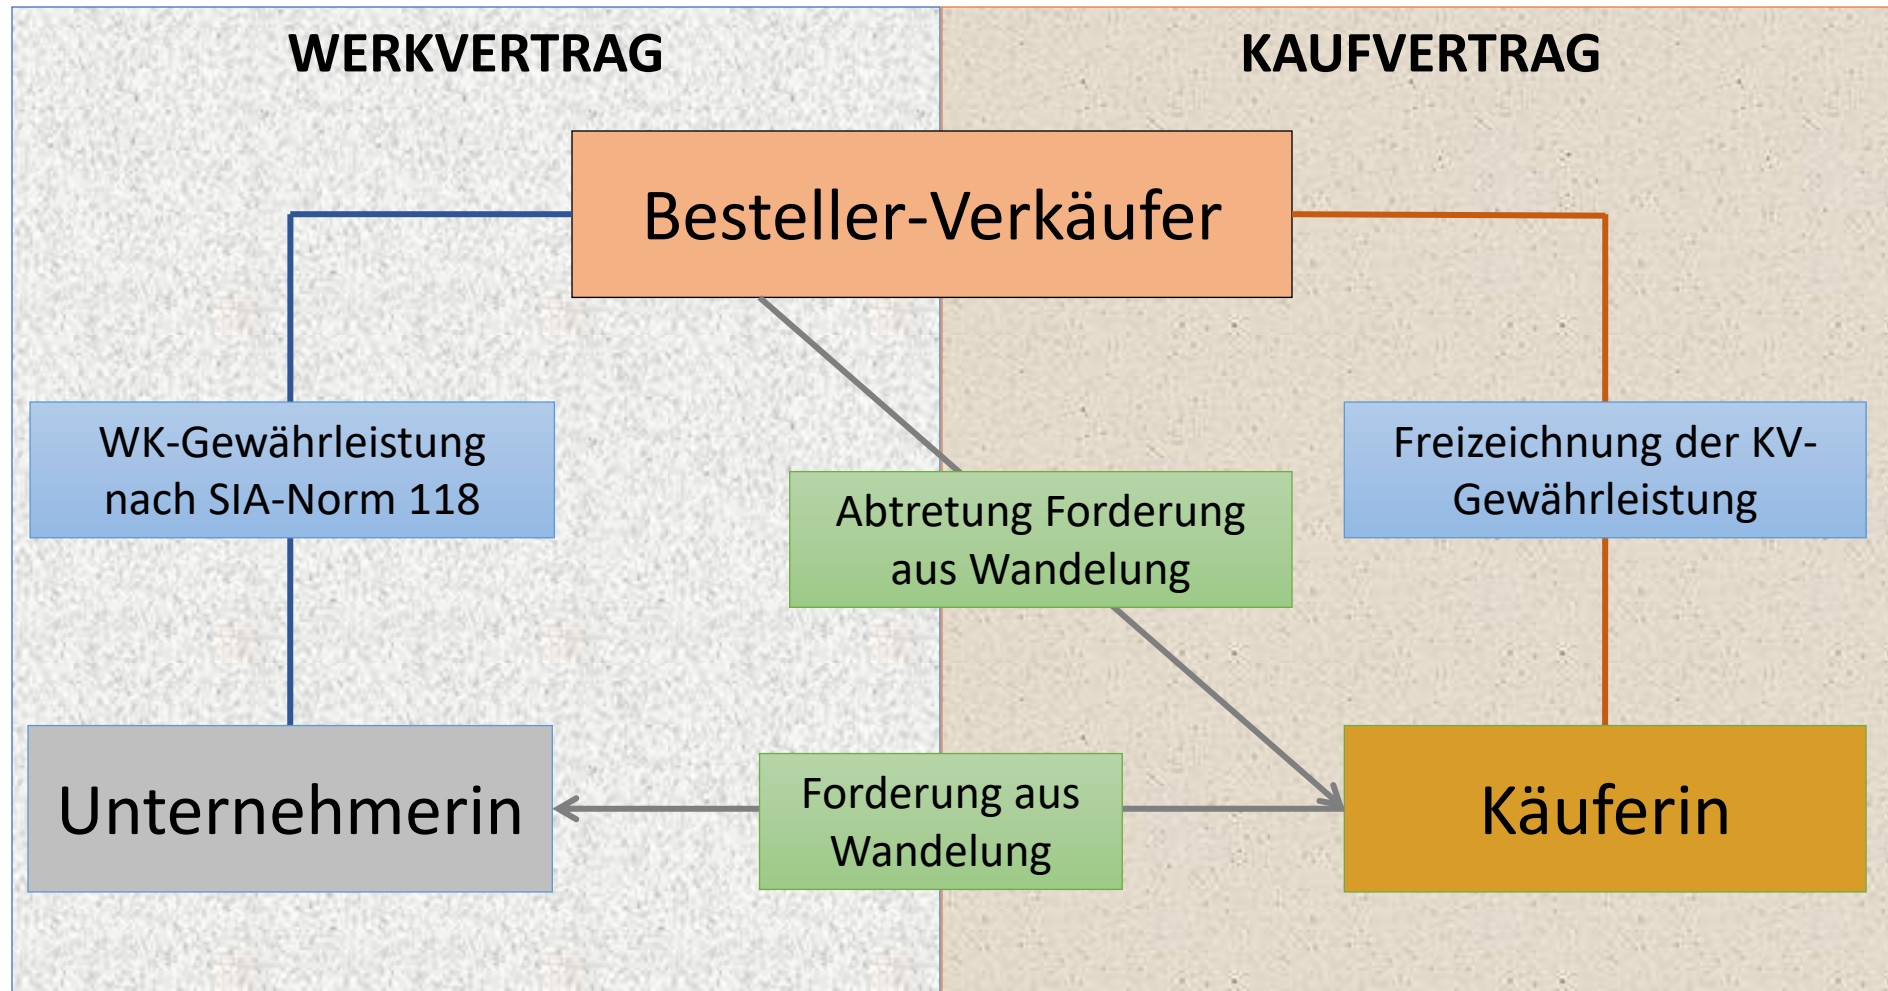 WERKVERTRAG
KAUFVERTRAG
Besteller-Verkäufer
WK-Gewährleistung
nach SIA-Norm 118
Freizeichnung der KV-
Gewährleistung
Abtretung Forderung
aus Wandelung
Unternehmerin
Forderung aus
Wandelung
Käuferin